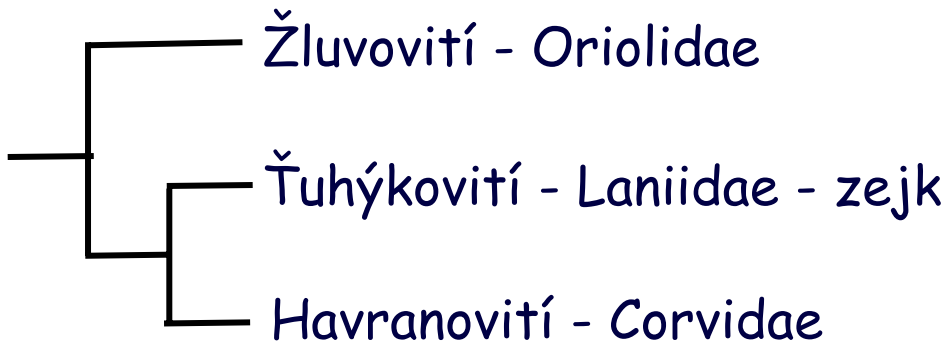 Žluvovití - Oriolidae
Ťuhýkovití - Laniidae - zejk
Havranovití - Corvidae